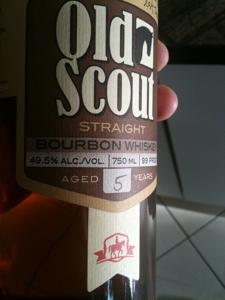 Old
Scout
STRAIGHT
BOURBON WHISKEY
49.5% ALC./VOL. 750 ML 99 PROOF
AGED 5 YEARS